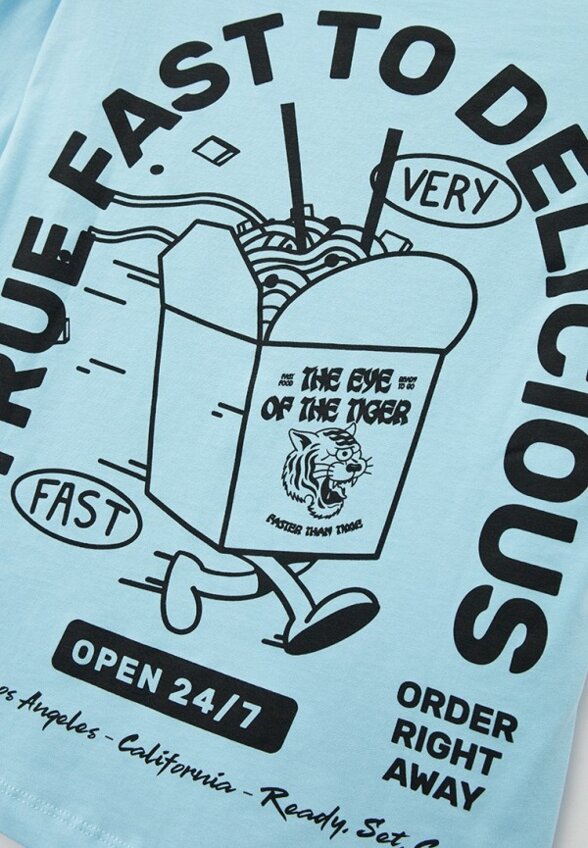 TRUE FAST TO DELICIOUS
VERY
FAST FOOD
THE EYE
READY TO GO
OF THE TIGER
FASTER THAN
FAST
OPEN 24/7
Los Angeles - California - Ready, Set,
ORDER
RIGHT
AWAY